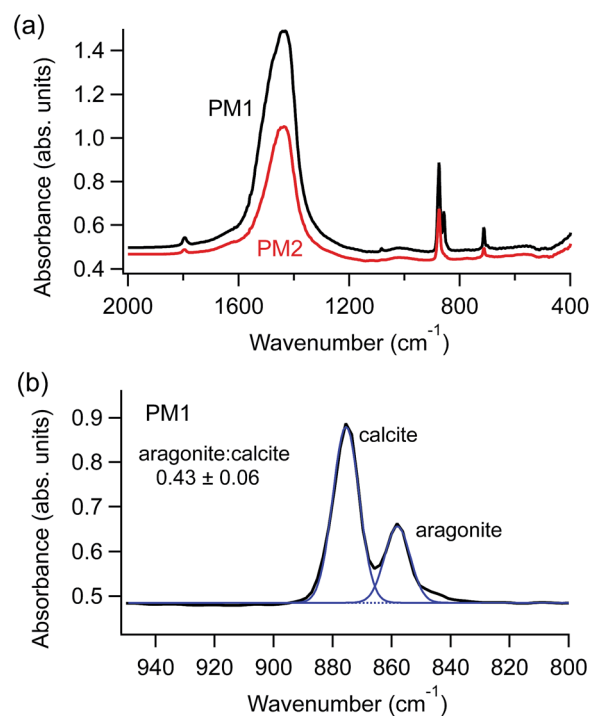 (a)
1.4
1.2
1.0
0.8
0.6
0.4
Absorbance (abs. units)
PM1
PM2
2000 1600 1200 800 400
Wavenumber (cm⁻¹)
(b)
0.9
0.8
0.7
0.6
0.5
Absorbance (abs. units)
PM1
aragonite:calcite
0.43 ± 0.06
calcite
aragonite
940 920 900 880 860 840 820 800
Wavenumber (cm⁻¹)